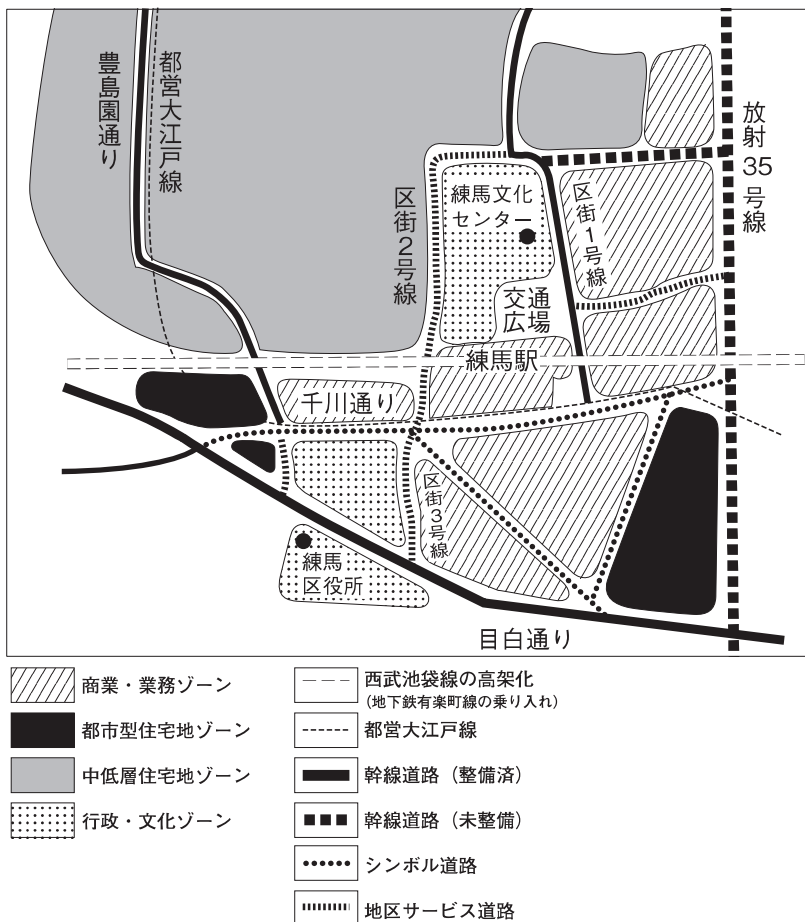 豊島園通り
都営大江戸線
区街2号線
練馬文化
センター
区街1号線
放射35号線
交通
広場
練馬駅
千川通り
区街3号線
練馬
区役所
目白通り
商業・業務ゾーン
都市型住宅地ゾーン
中低層住宅地ゾーン
行政・文化ゾーン
西武池袋線の高架化
(地下鉄有楽町線の乗り入れ)
都営大江戸線
幹線道路（整備済）
幹線道路（未整備）
シンボル道路
地区サービス道路